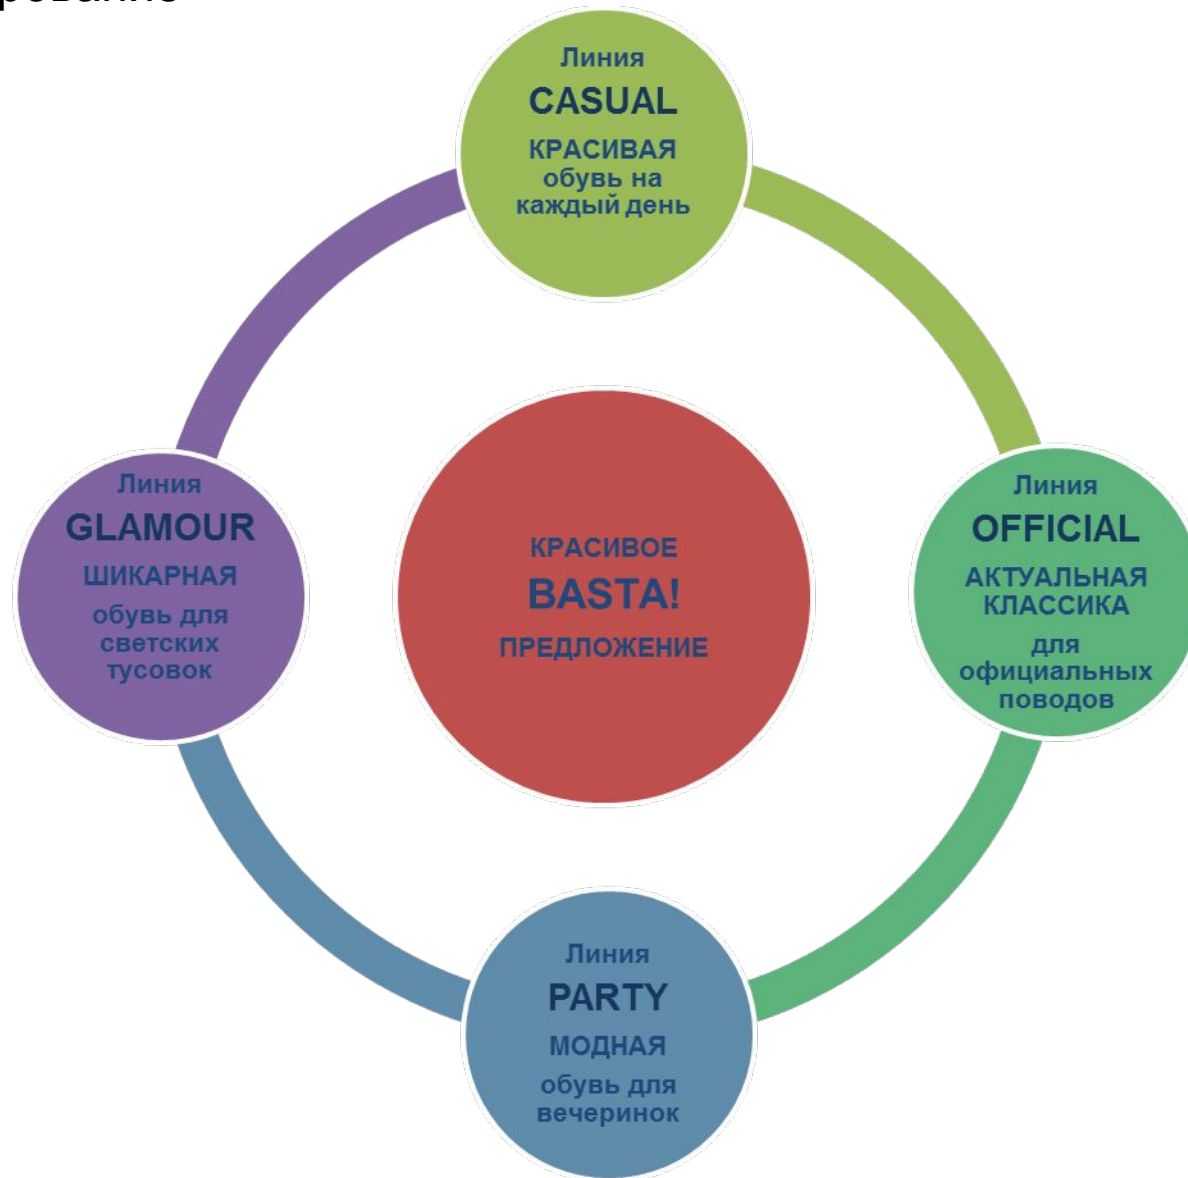 Линия
CASUAL
КРАСИВАЯ
обувь на
каждый день
Линия
GLAMOUR
ШИКАРНАЯ
обувь для
светских
тусовок
КРАСИВОЕ
BASTA!
ПРЕДЛОЖЕНИЕ
Линия
OFFICIAL
АКТУАЛЬНАЯ
КЛАССИКА
для
официальных
поводов
Линия
PARTY
МОДНАЯ
обувь для
вечеринок